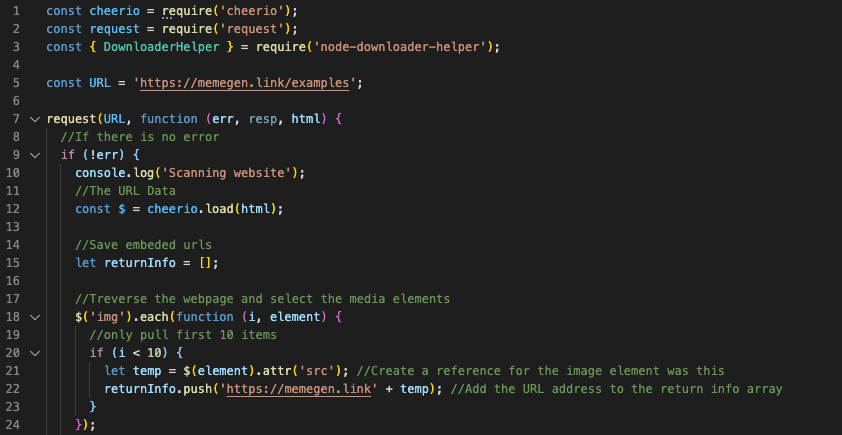 1 const cheerio = require('cheerio');
2 const request = require('request');
3 const { DownloaderHelper } = require('node-downloader-helper');
4
5 const URL = 'https://memegen.link/examples';
6
7 request(URL, function (err, resp, html) {
8 //If there is no error
9 if (!err) {
10 console.log('Scanning website');
11 //The URL Data
12 const $ = cheerio.load(html);
13
14 //Save embeded urls
15 let returnInfo = [];
16
17 //Treverse the webpage and select the media elements
18 $('img').each(function (i, element) {
19 //only pull first 10 items
20 if (i < 10) {
21 let temp = $(element).attr('src'); //Create a reference for the image element was this
22 returnInfo.push('https://memegen.link' + temp); //Add the URL address to the return info array
23 }
24 });